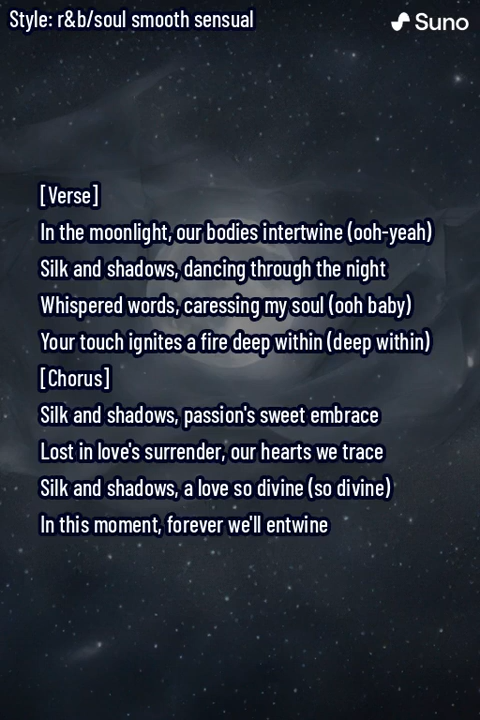 Style: r&b/soul smooth sensual
Suno
[Verse]
In the moonlight, our bodies intertwine (ooh-yeah)
Silk and shadows, dancing through the night
Whispered words, caressing my soul (ooh baby)
Your touch ignites a fire deep within (deep within)
[Chorus]
Silk and shadows, passion's sweet embrace
Lost in love's surrender, our hearts we trace
Silk and shadows, a love so divine (so divine)
In this moment, forever we'll entwine